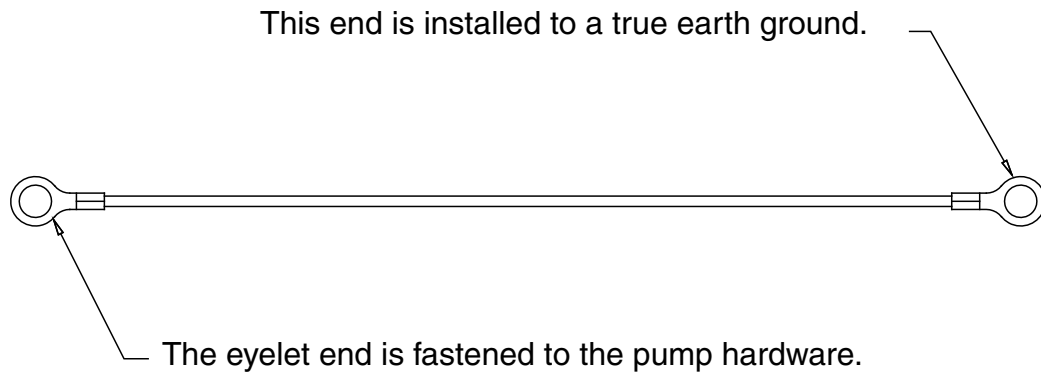 This end is installed to a true earth ground.
The eyelet end is fastened to the pump hardware.